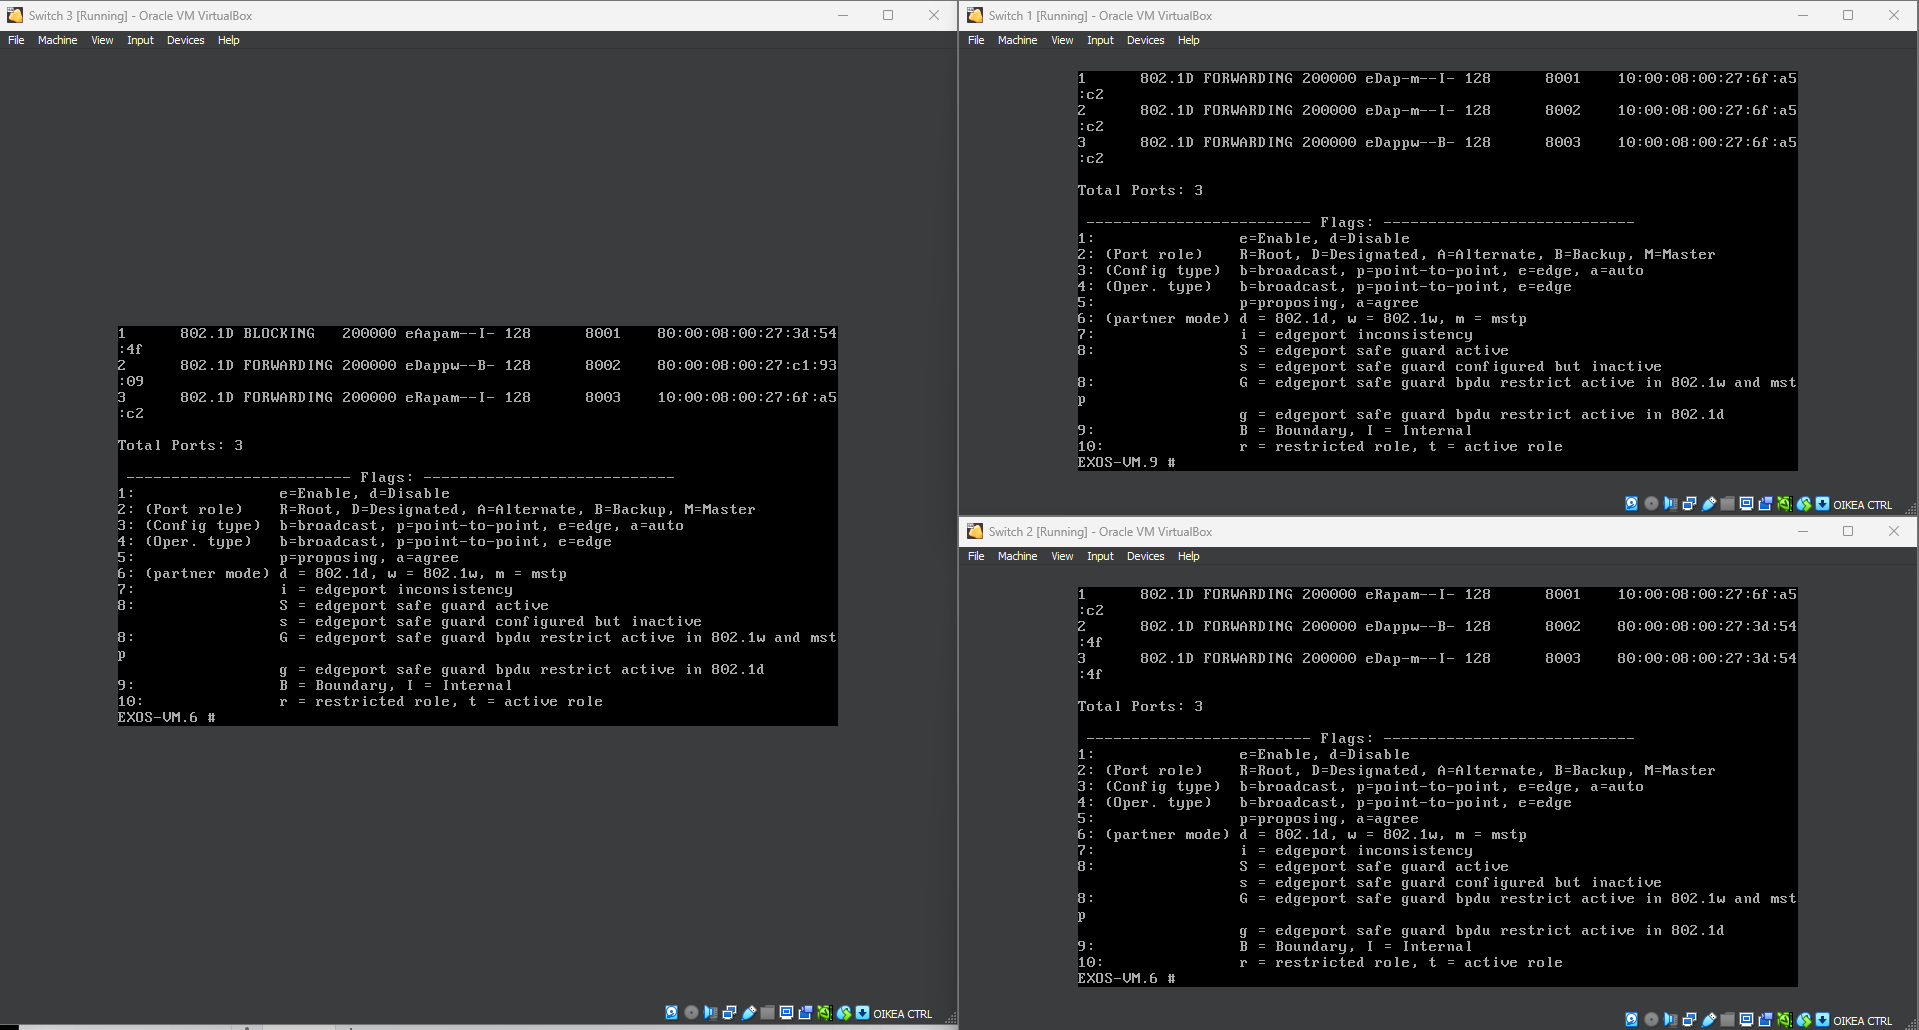 Switch 3 [Running] - Oracle VM VirtualBox
File Machine View Input Devices Help
1 802.1D BLOCKING 200000 eAapam--I- 128 8001 80:00:08:00:27:3d:54
:4f
2 802.1D FORWARDING 200000 eDappw--B- 128 8002 80:00:08:00:27:c1:93
:09
3 802.1D FORWARDING 200000 eRapam--I- 128 8003 10:00:08:00:27:6f:a5
:c2
Total Ports: 3
------------------------- Flags: ----------------------------
1: e=Enable, d=Disable
2: (Port role) R=Root, D=Designated, A=Alternate, B=Backup, M=Master
3: (Config type) b=broadcast, p=point-to-point, e=edge, a=auto
4: (Oper. type) b=broadcast, p=point-to-point, e=edge
5: p=proposing, a=agree
6: (partner mode) d = 802.1d, w = 802.1w, m = mstp
7: i = edgeport inconsistency
8: S = edgeport safe guard active
s = edgeport safe guard configured but inactive
8: G = edgeport safe guard bpdu restrict active in 802.1w and mst
p
g = edgeport safe guard bpdu restrict active in 802.1d
9: B = Boundary, I = Internal
10: r = restricted role, t = active role
EXOS-VM.6 #
OIKEA CTRL
Switch 1 [Running] - Oracle VM VirtualBox
File Machine View Input Devices Help
1 802.1D FORWARDING 200000 eDap-m--I- 128 8001 10:00:08:00:27:6f:a5
:c2
2 802.1D FORWARDING 200000 eDap-m--I- 128 8002 10:00:08:00:27:6f:a5
:c2
3 802.1D FORWARDING 200000 eDappw--B- 128 8003 10:00:08:00:27:6f:a5
:c2
Total Ports: 3
------------------------- Flags: ----------------------------
1: e=Enable, d=Disable
2: (Port role) R=Root, D=Designated, A=Alternate, B=Backup, M=Master
3: (Config type) b=broadcast, p=point-to-point, e=edge, a=auto
4: (Oper. type) b=broadcast, p=point-to-point, e=edge
5: p=proposing, a=agree
6: (partner mode) d = 802.1d, w = 802.1w, m = mstp
7: i = edgeport inconsistency
8: S = edgeport safe guard active
s = edgeport safe guard configured but inactive
8: G = edgeport safe guard bpdu restrict active in 802.1w and mst
p
g = edgeport safe guard bpdu restrict active in 802.1d
9: B = Boundary, I = Internal
10: r = restricted role, t = active role
EXOS-VM.9 #
OIKEA CTRL
Switch 2 [Running] - Oracle VM VirtualBox
File Machine View Input Devices Help
1 802.1D FORWARDING 200000 eRapam--I- 128 8001 10:00:08:00:27:6f:a5
:c2
2 802.1D FORWARDING 200000 eDappw--B- 128 8002 80:00:08:00:27:3d:54
:4f
3 802.1D FORWARDING 200000 eDap-m--I- 128 8003 80:00:08:00:27:3d:54
:4f
Total Ports: 3
------------------------- Flags: ----------------------------
1: e=Enable, d=Disable
2: (Port role) R=Root, D=Designated, A=Alternate, B=Backup, M=Master
3: (Config type) b=broadcast, p=point-to-point, e=edge, a=auto
4: (Oper. type) b=broadcast, p=point-to-point, e=edge
5: p=proposing, a=agree
6: (partner mode) d = 802.1d, w = 802.1w, m = mstp
7: i = edgeport inconsistency
8: S = edgeport safe guard active
s = edgeport safe guard configured but inactive
8: G = edgeport safe guard bpdu restrict active in 802.1w and mst
p
g = edgeport safe guard bpdu restrict active in 802.1d
9: B = Boundary, I = Internal
10: r = restricted role, t = active role
EXOS-VM.6 #
OIKEA CTRL